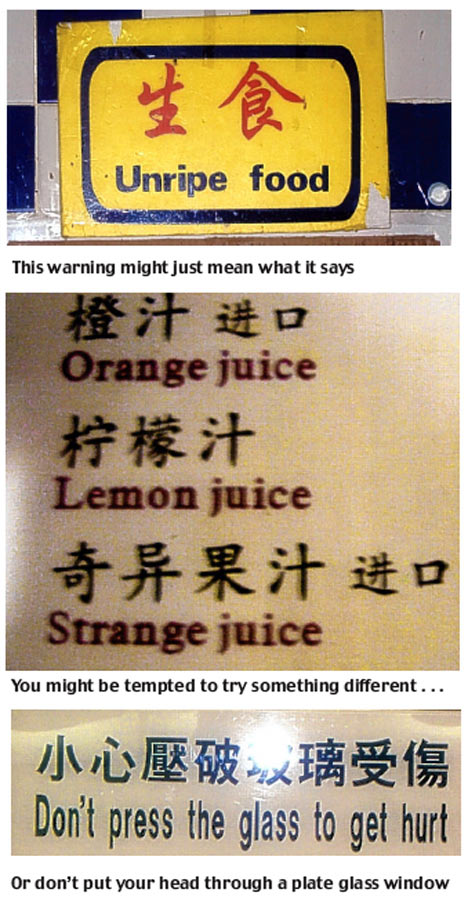 生食
Unripe food
This warning might just mean what it says
橙汁 进口
Orange juice
柠檬汁
Lemon juice
奇异果汁 进口
Strange juice
You might be tempted to try something different . . .
小心壓破玻璃受傷
Don't press the glass to get hurt
Or don't put your head through a plate glass window